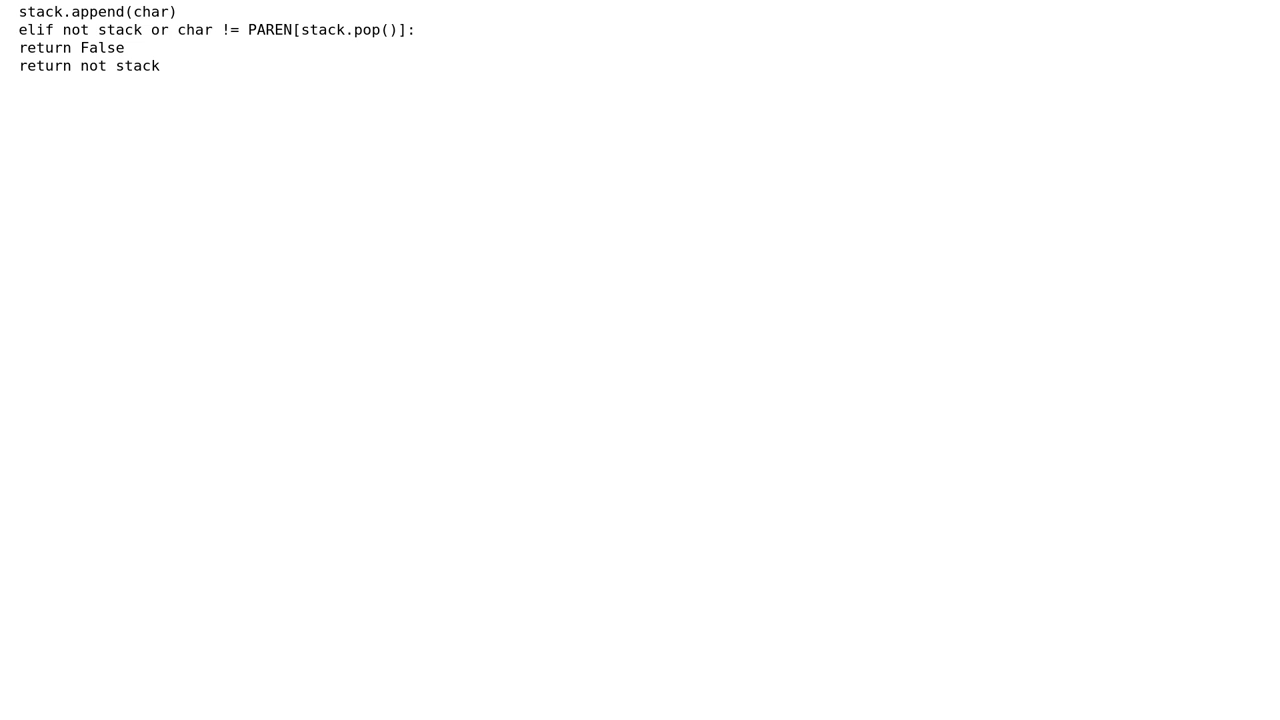 stack.append(char)
elif not stack or char != PAREN[stack.pop()]:
return False
return not stack